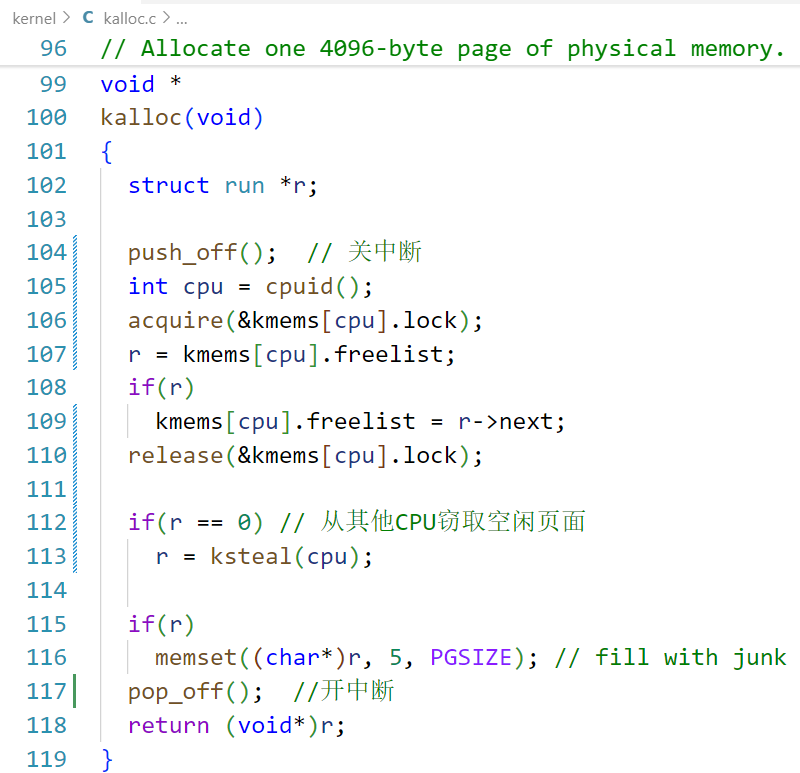 kernel > C kalloc.c > ...
96 // Allocate one 4096-byte page of physical memory.
99 void *
100 kalloc(void)
101 {
102   struct run *r;
103
104   push_off();  // 关中断
105   int cpu = cpuid();
106   acquire(&kmems[cpu].lock);
107   r = kmems[cpu].freelist;
108   if(r)
109     kmems[cpu].freelist = r->next;
110   release(&kmems[cpu].lock);
111
112   if(r == 0) // 从其他CPU窃取空闲页面
113     r = ksteal(cpu);
114
115   if(r)
116     memset((char*)r, 5, PGSIZE); // fill with junk
117   pop_off();  //开中断
118   return (void*)r;
119 }